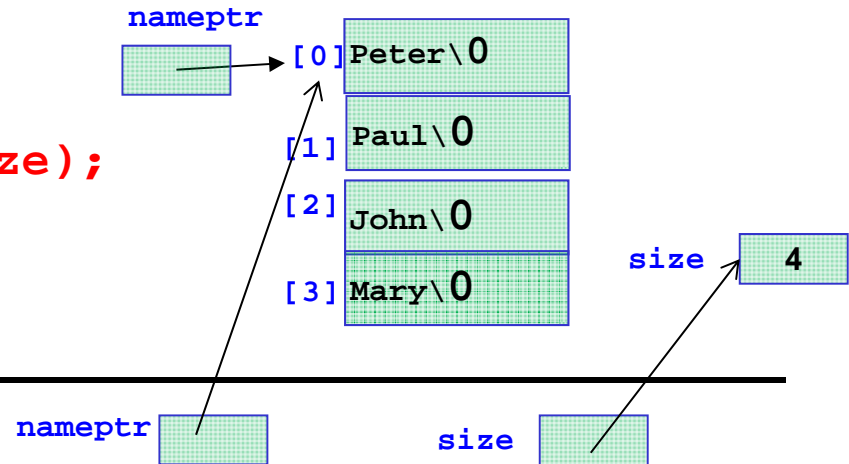 nameptr
[0] Peter\0
ze);
[1] Paul\0
[2] John\0
size 4
[3] Mary\0
nameptr size